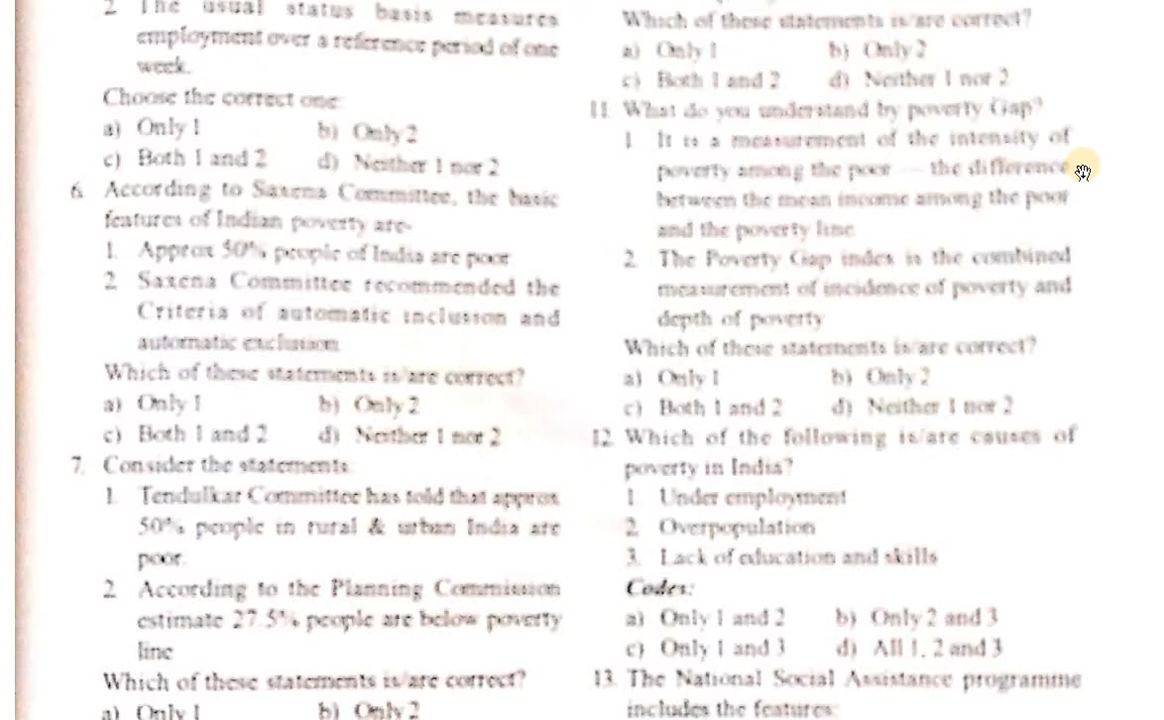 2 The usual status basis measures
employment over a reference period of one
week.
Choose the correct one:
a) Only 1 b) Only 2
c) Both 1 and 2 d) Neither 1 nor 2
6. According to Saxena Committee, the basic
features of Indian poverty are-
1. Approx 50% people of India are poor
2 Saxena Committee recommended the
Criteria of automatic inclusion and
automatic exclusion.
Which of these statements is/are correct?
a) Only 1 b) Only 2
c) Both 1 and 2 d) Neither 1 nor 2
7. Consider the statements:
1. Tendulkar Committee has told that approx
50% people in rural & urban India are
poor.
2 According to the Planning Commission
estimate 27.5% people are below poverty
line
Which of these statements is/are correct?
a) Only 1 b) Only 2
Which of these statements is/are correct?
a) Only 1 b) Only 2
c) Both 1 and 2 d) Neither 1 nor 2
11. What do you understand by poverty Gap?
1 It is a measurement of the intensity of
poverty among the poor — the difference
between the mean income among the poor
and the poverty line.
2 The Poverty Gap index is the combined
measurement of incidence of poverty and
depth of poverty
Which of these statements is/are correct?
a) Only 1 b) Only 2
c) Both 1 and 2 d) Neither 1 nor 2
12. Which of the following is/are causes of
poverty in India?
1. Under employment
2. Overpopulation
3. Lack of education and skills
Codes:
a) Only 1 and 2 b) Only 2 and 3
c) Only 1 and 3 d) All 1, 2 and 3
13. The National Social Assistance programme
includes the features: